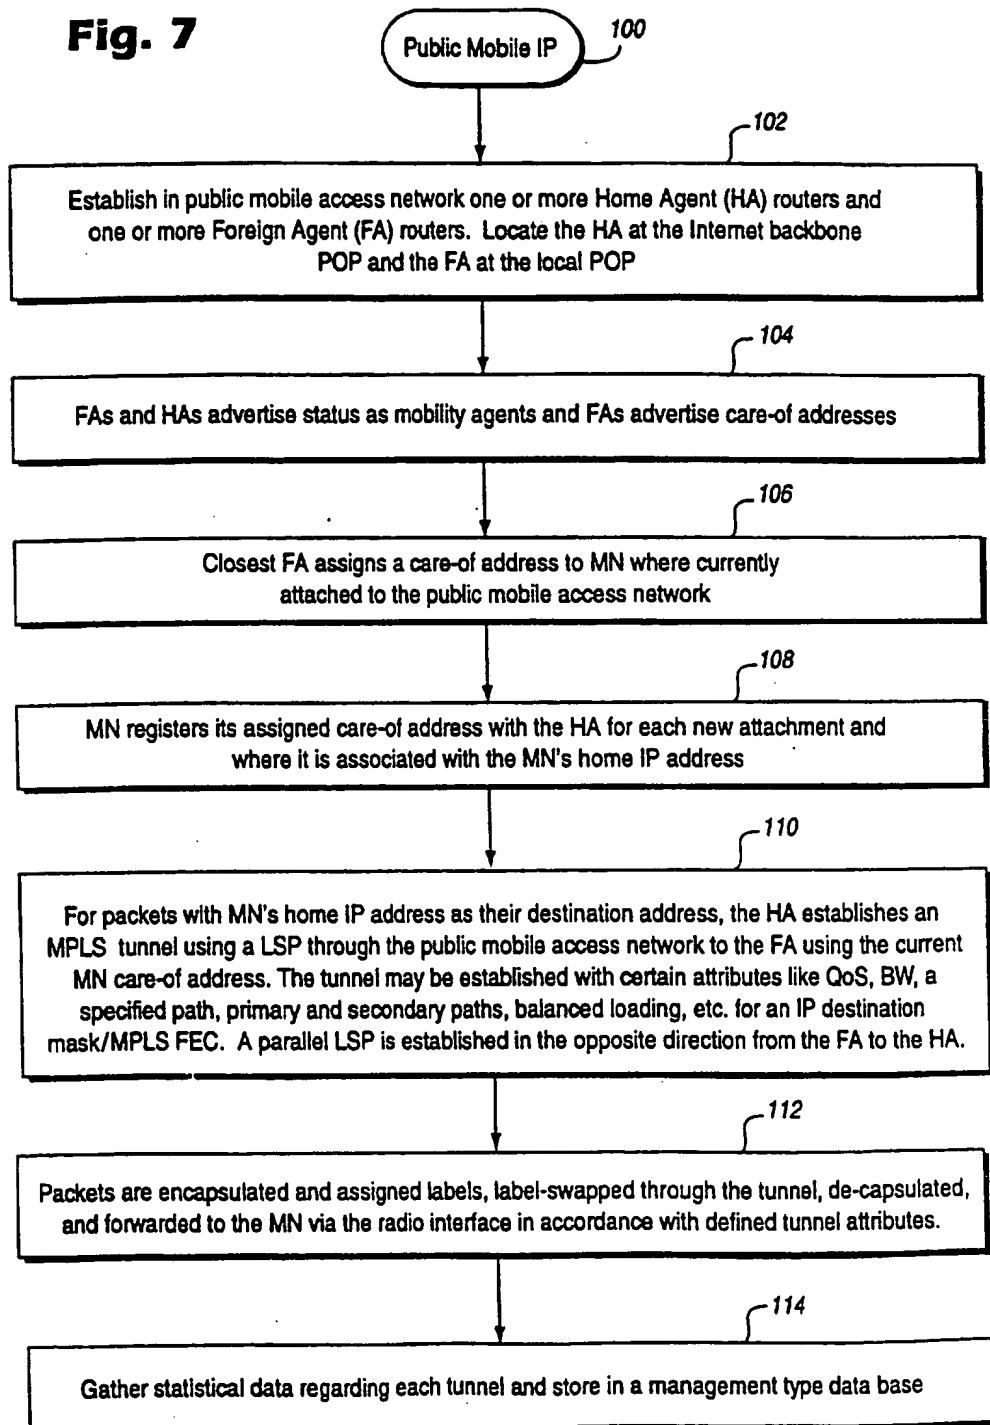 Fig. 7
Public Mobile IP
100
102
Establish in public mobile access network one or more Home Agent (HA) routers and
one or more Foreign Agent (FA) routers. Locate the HA at the Internet backbone
POP and the FA at the local POP
104
FAs and HAs advertise status as mobility agents and FAs advertise care-of addresses
106
Closest FA assigns a care-of address to MN where currently
attached to the public mobile access network
108
MN registers its assigned care-of address with the HA for each new attachment and
where it is associated with the MN's home IP address
110
For packets with MN's home IP address as their destination address, the HA establishes an
MPLS tunnel using a LSP through the public mobile access network to the FA using the current
MN care-of address. The tunnel may be established with certain attributes like QoS, BW, a
specified path, primary and secondary paths, balanced loading, etc. for an IP destination
mask/MPLS FEC. A parallel LSP is established in the opposite direction from the FA to the HA.
112
Packets are encapsulated and assigned labels, label-swapped through the tunnel, de-capsulated,
and forwarded to the MN via the radio interface in accordance with defined tunnel attributes.
114
Gather statistical data regarding each tunnel and store in a management type data base